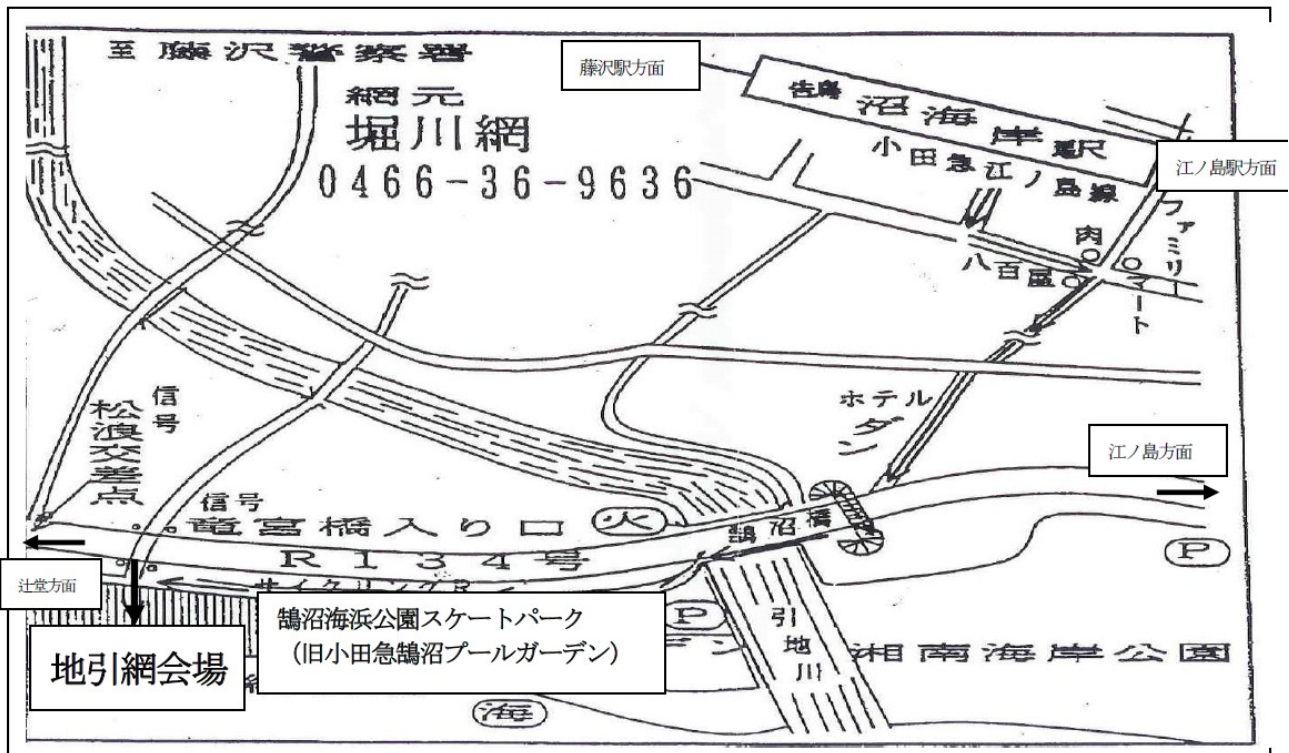 至 藤沢警察署
藤沢駅方面
網元
堀川網
0466-36-9636
沼海岸駅
小田急江ノ島線
江ノ島駅方面
ファミリーマート
肉
八百屋
ホテル
ダン
信号
松波交差点
江ノ島方面
信号
竜宮橋入り口
火
鵠沼橋
R134号
サイクリングR
P
辻堂方面
鵠沼海浜公園スケートパーク
（旧小田急鵠沼プールガーデン）
P
デン
引地川
湘南海岸公園
地引網会場
海